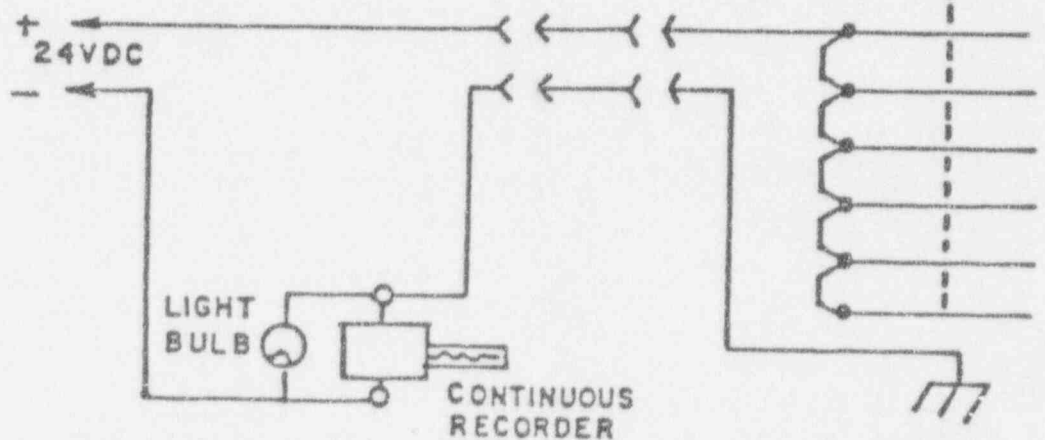 +
24VDC
−
LIGHT
BULB
CONTINUOUS
RECORDER